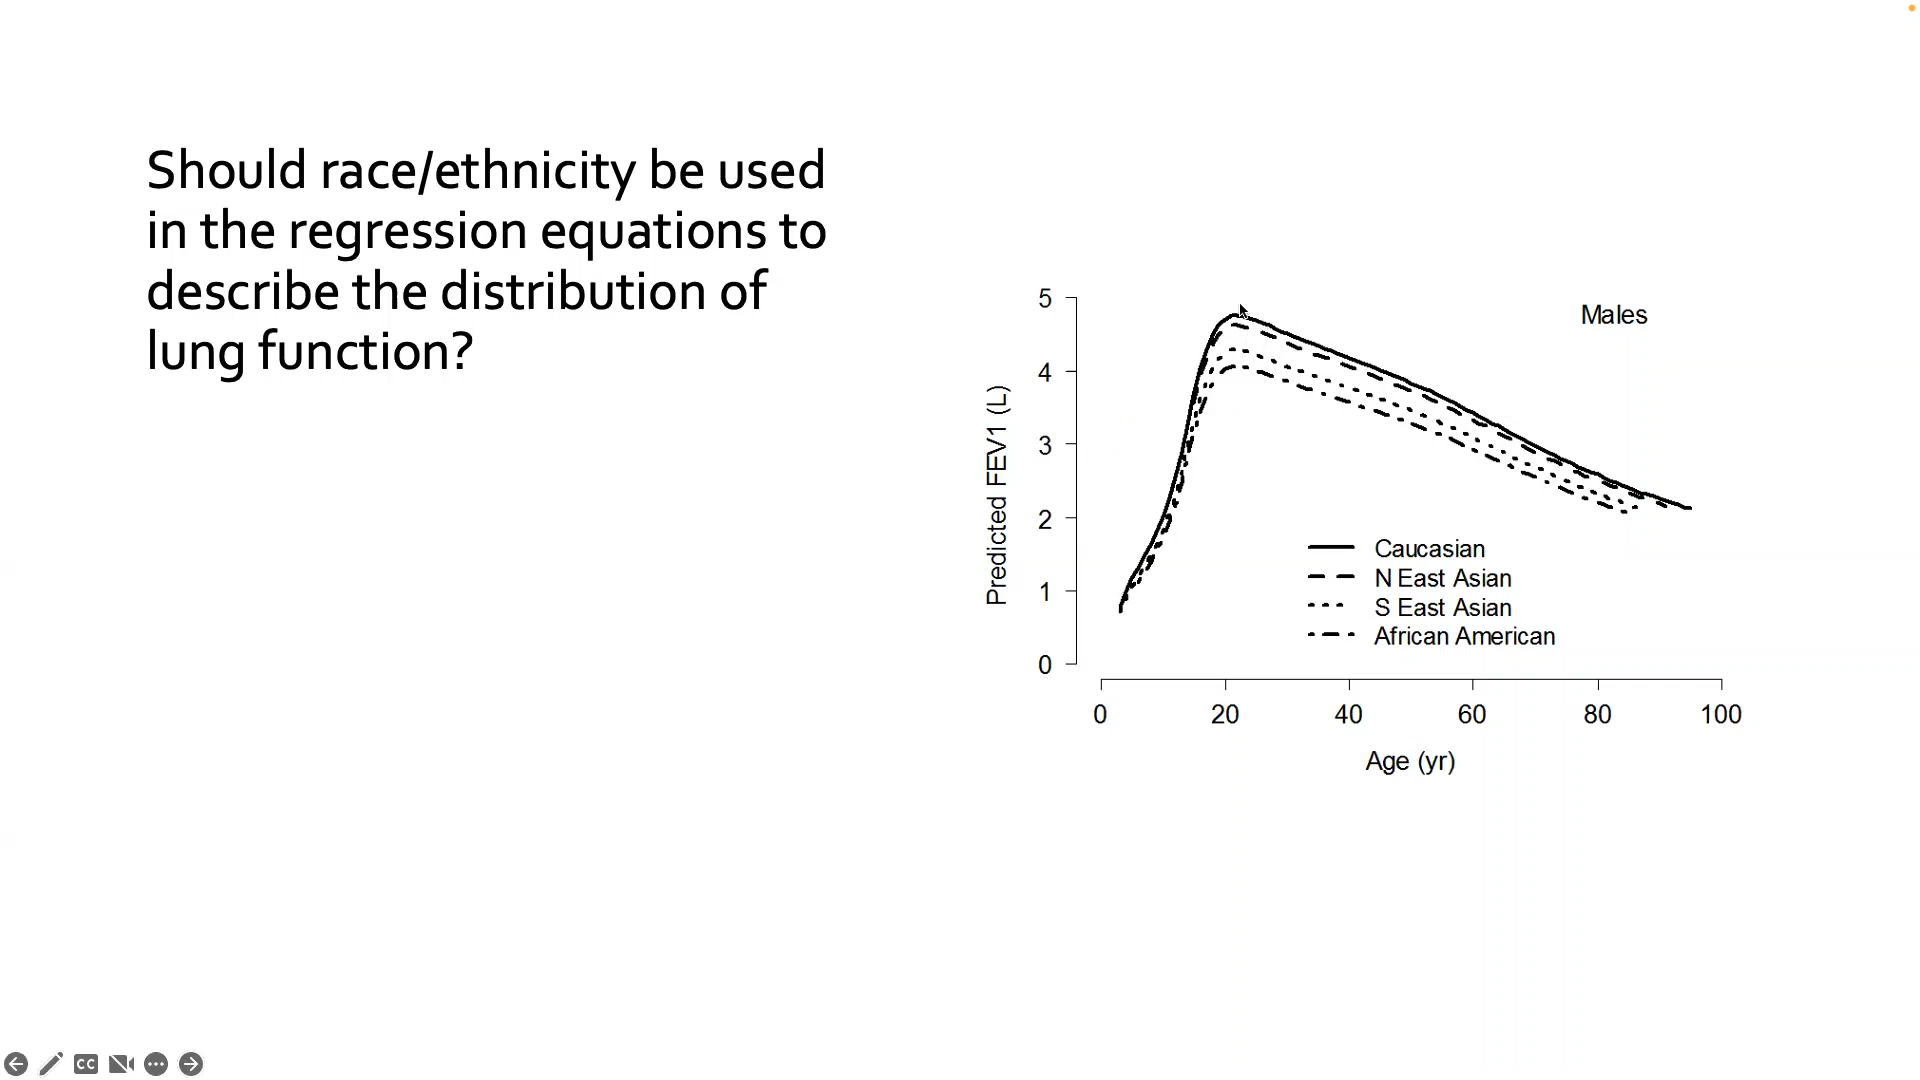 Should race/ethnicity be used
in the regression equations to
describe the distribution of
lung function?
Males
5
4
3
2
1
0
Predicted FEV1 (L)
Caucasian
N East Asian
S East Asian
African American
0 20 40 60 80 100
Age (yr)
CC